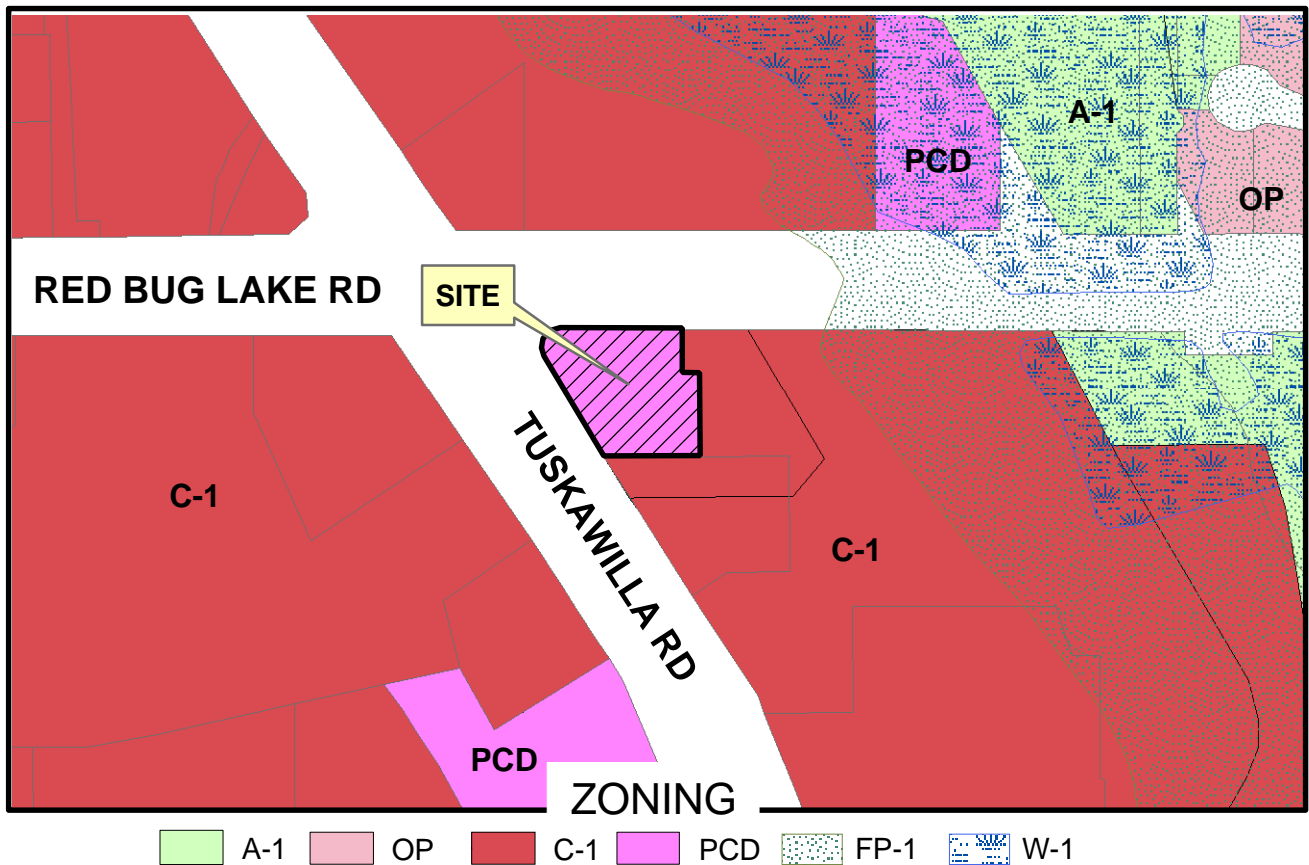 A-1
PCD
OP
RED BUG LAKE RD
SITE
TUSKAWILLA RD
C-1
C-1
PCD
ZONING
A-1 OP C-1 PCD FP-1 W-1